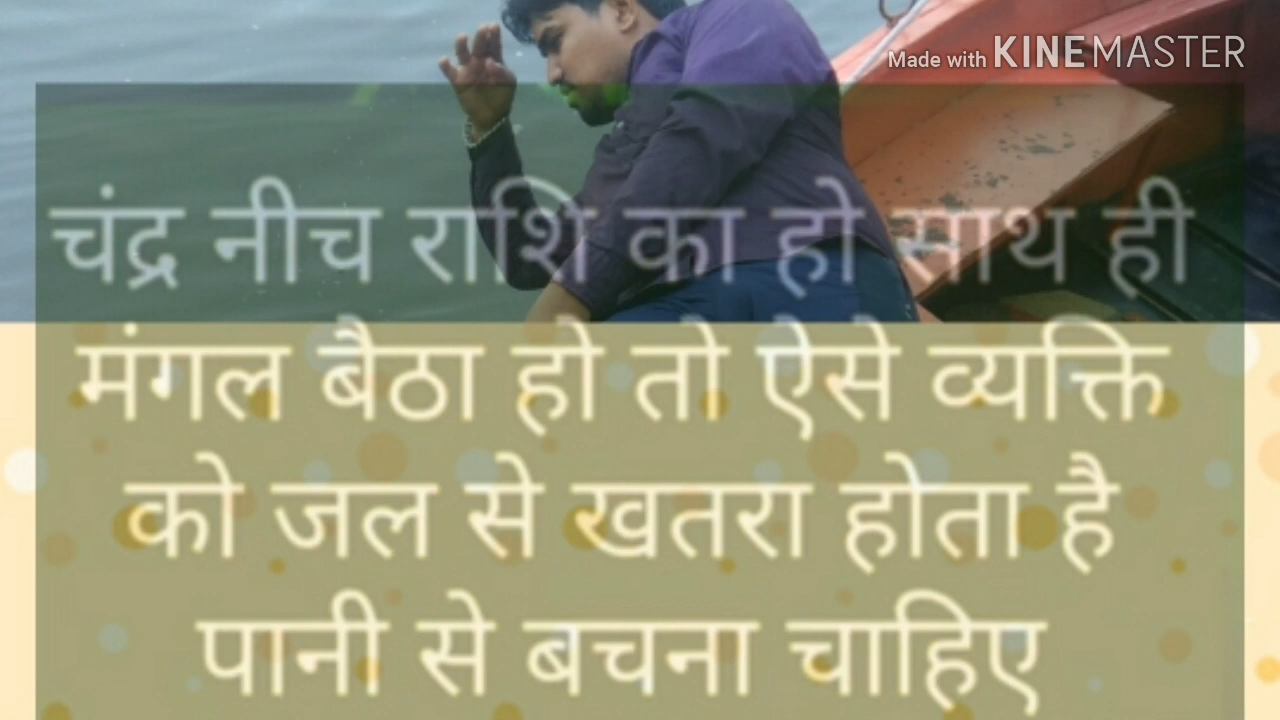 Made with KINEMASTER
चंद्र नीच राशि का हो साथ ही
मंगल बैठा हो तो ऐसे व्यक्ति
को जल से खतरा होता है
पानी से बचना चाहिए